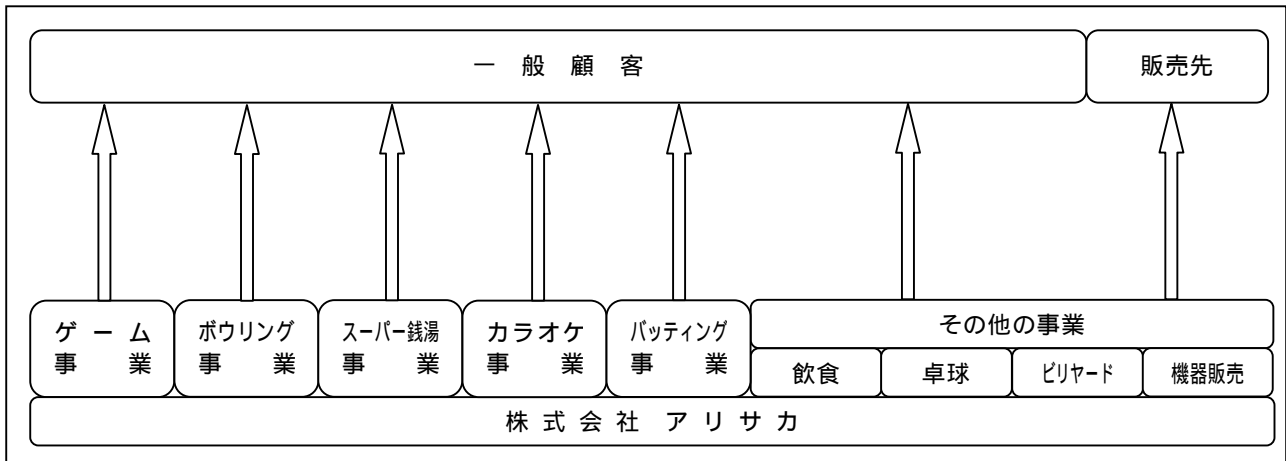 一般顧客
販売先
ゲーム
事業
ボウリング
事業
スーパー銭湯
事業
カラオケ
事業
バッティング
事業
その他の事業
飲食
卓球
ビリヤード
機器販売
株式会社 アリサカ